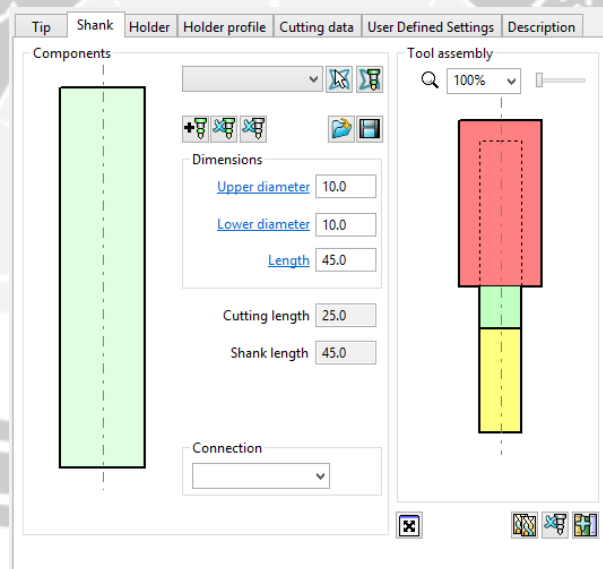 Tip Shank Holder Holder profile Cutting data User Defined Settings Description
Components
Tool assembly
100%
Dimensions
Upper diameter 10.0
Lower diameter 10.0
Length 45.0
Cutting length 25.0
Shank length 45.0
Connection